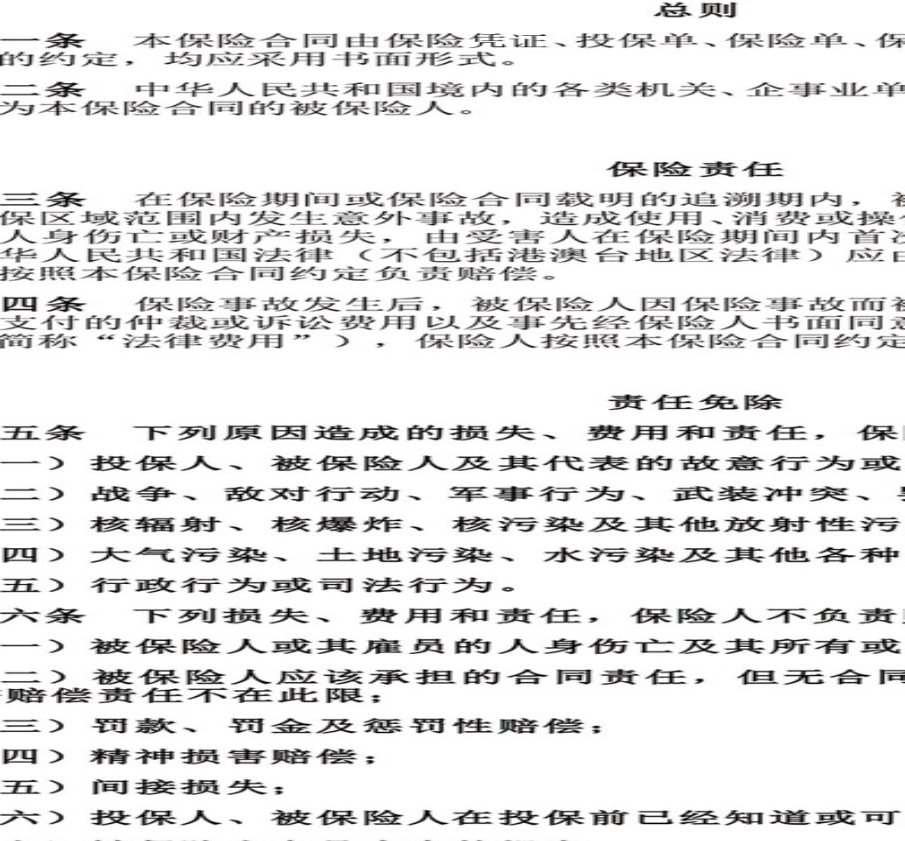 总则
一条 本保险合同由保险凭证、投保单、保险单、保
的约定，均应采用书面形式。
二条 中华人民共和国境内的各类机关、企事业单
为本保险合同的被保险人。
保险责任
三条 在保险期间或保险合同载明的追溯期内，被
保区域范围内发生意外事故，造成使用、消费或操作
人身伤亡或财产损失，由受害人在保险期间内首次
华人民共和国法律（不包括港澳台地区法律）应由
按照本保险合同约定负责赔偿。
四条 保险事故发生后，被保险人因保险事故而被
支付的仲裁或诉讼费用以及事先经保险人书面同意
简称“法律费用”），保险人按照本保险合同约定
责任免除
五条 下列原因造成的损失、费用和责任，保
一）投保人、被保险人及其代表的故意行为或
二）战争、敌对行动、军事行为、武装冲突、
三）核辐射、核爆炸、核污染及其他放射性污
四）大气污染、土地污染、水污染及其他各种
五）行政行为或司法行为。
六条 下列损失、费用和责任，保险人不负责
一）被保险人或其雇员的人身伤亡及其所有或
二）被保险人应该承担的合同责任，但无合同
赔偿责任不在此限；
三）罚款、罚金及惩罚性赔偿；
四）精神损害赔偿；
五）间接损失；
六）投保人、被保险人在投保前已经知道或可